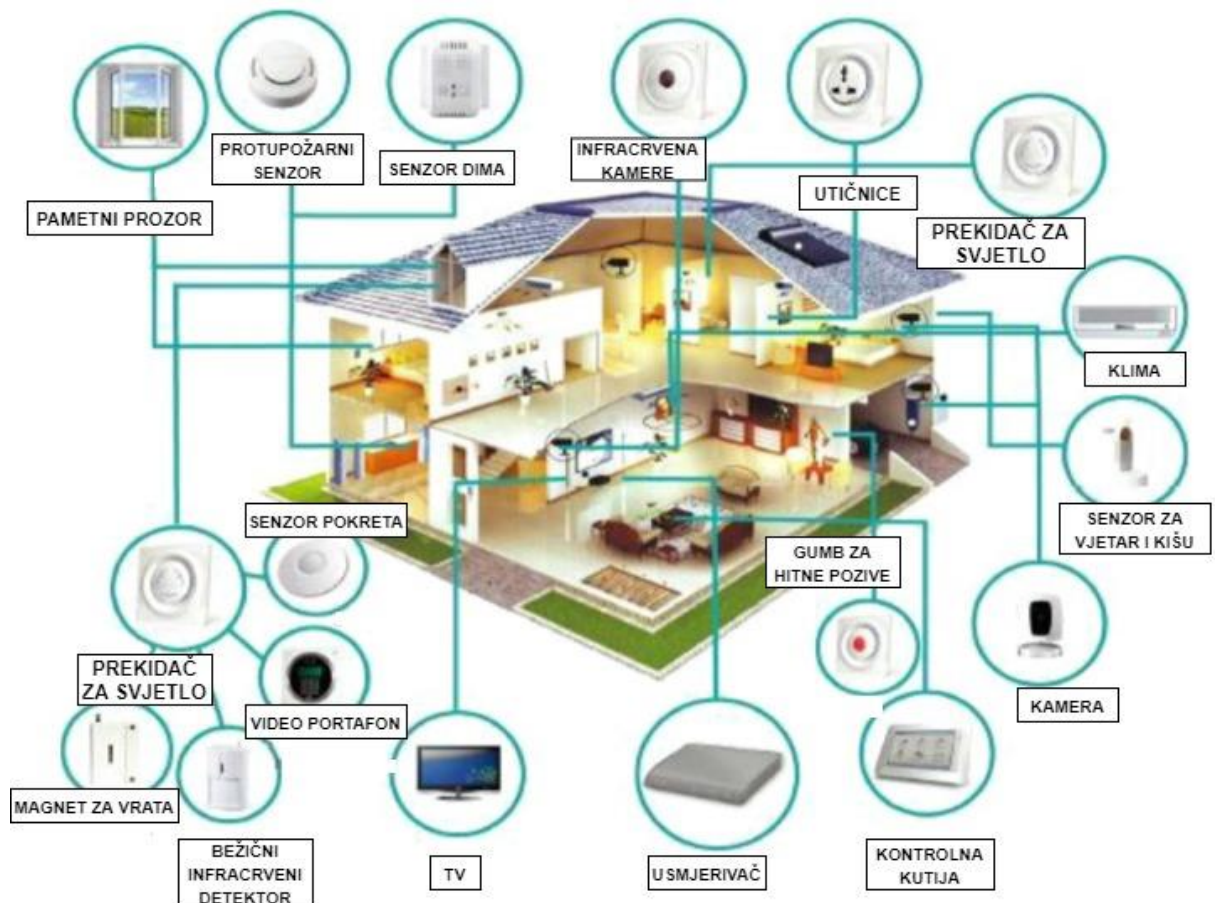 PROTUPOŽARNI
SENZOR
SENZOR DIMA
INFRACRVENA
KAMERE
UTIČNICE
PAMETNI PROZOR
PREKIDAČ ZA
SVJETLO
KLIMA
SENZOR POKRETA
SENZOR ZA
VJETAR I KIŠU
GUMB ZA
HITNE POZIVE
PREKIDAČ
ZA SVJETLO
VIDEO PORTAFON
KAMERA
MAGNET ZA VRATA
BEŽIČNI
INFRACRVENI
DETEKTOR
TV
USMJERIVAČ
KONTROLNA
KUTIJA